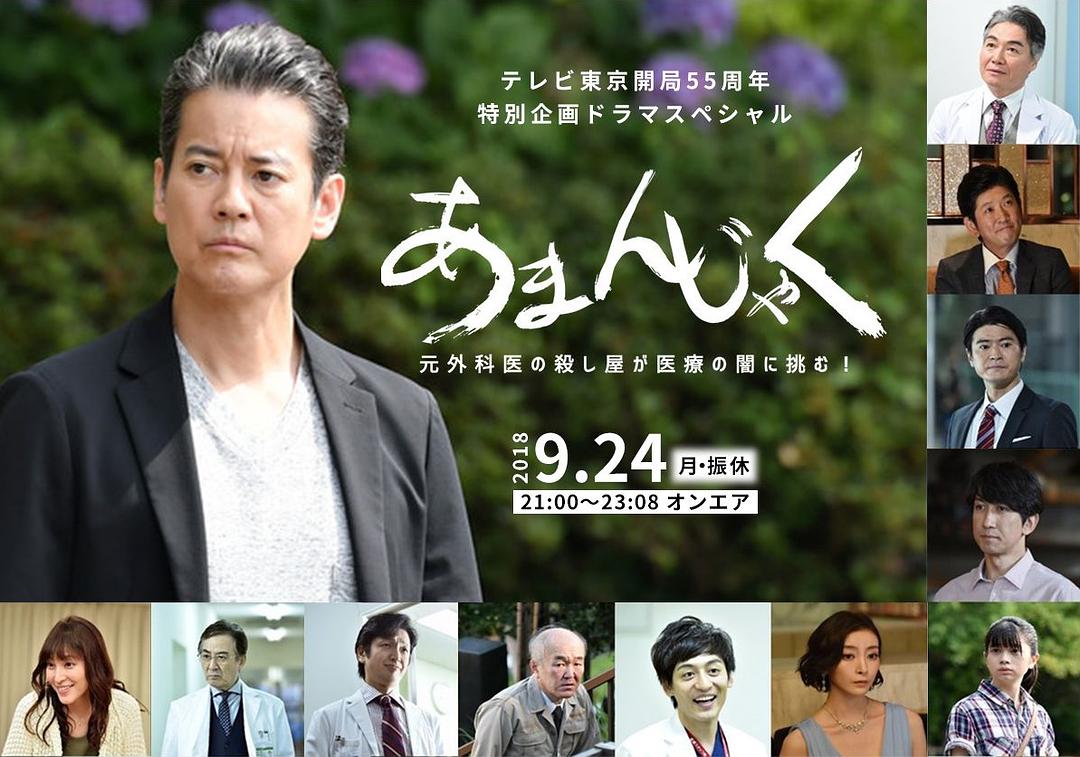 テレビ東京開局55周年
特別企画ドラマスペシャル
あまんじゃく
元外科医の殺し屋が医療の闇に挑む!
2018 9.24 月・振休
21:00〜23:08 オンエア